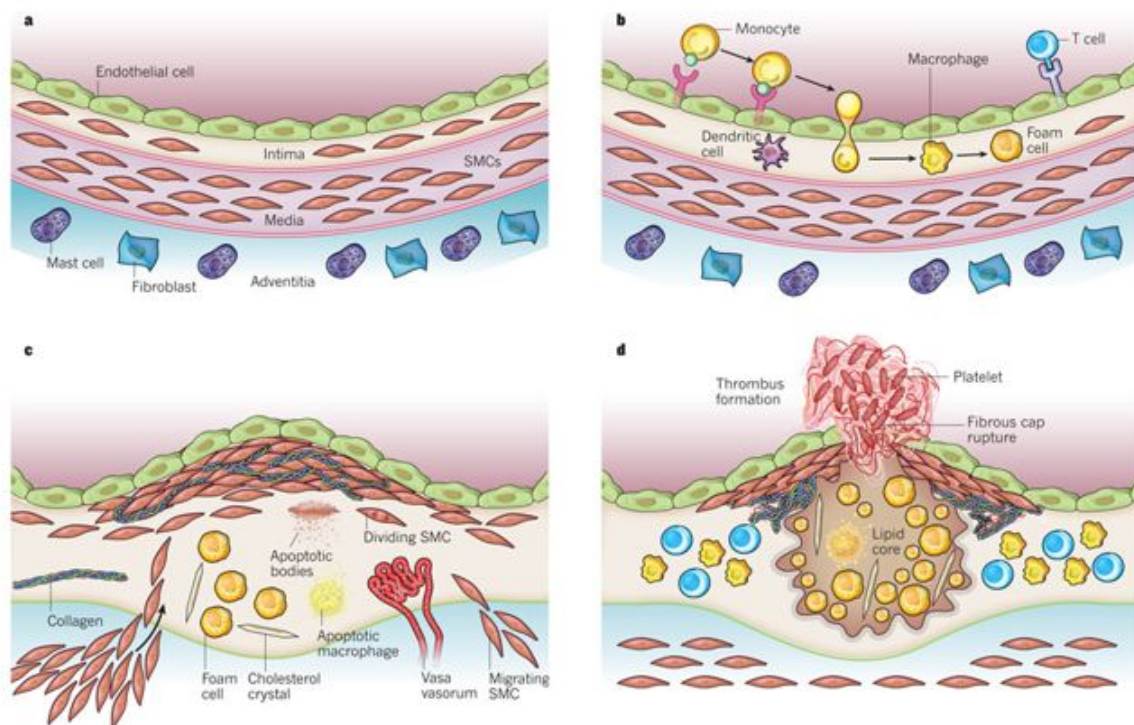 a
Endothelial cell
Intima
SMCs
Media
Mast cell
Fibroblast
Adventitia
b
Monocyte
T cell
Macrophage
Dendritic
cell
Foam
cell
c
Dividing SMC
Apoptotic
bodies
Collagen
Apoptotic
macrophage
Foam
cell
Cholesterol
crystal
Vasa
vasorum
Migrating
SMC
d
Thrombus
formation
Platelet
Fibrous cap
rupture
Lipid
core